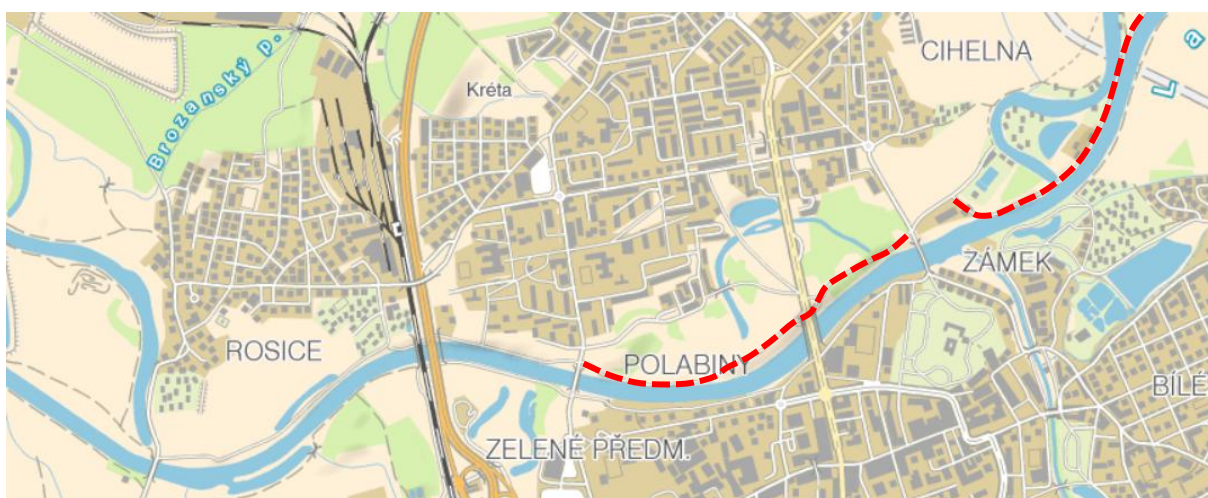 CIHELNA
La
Kréta
Brozanský p.
ZÁMEK
ROSICE
POLABINY
BÍLÉ
ZELENÉ PŘEDM.